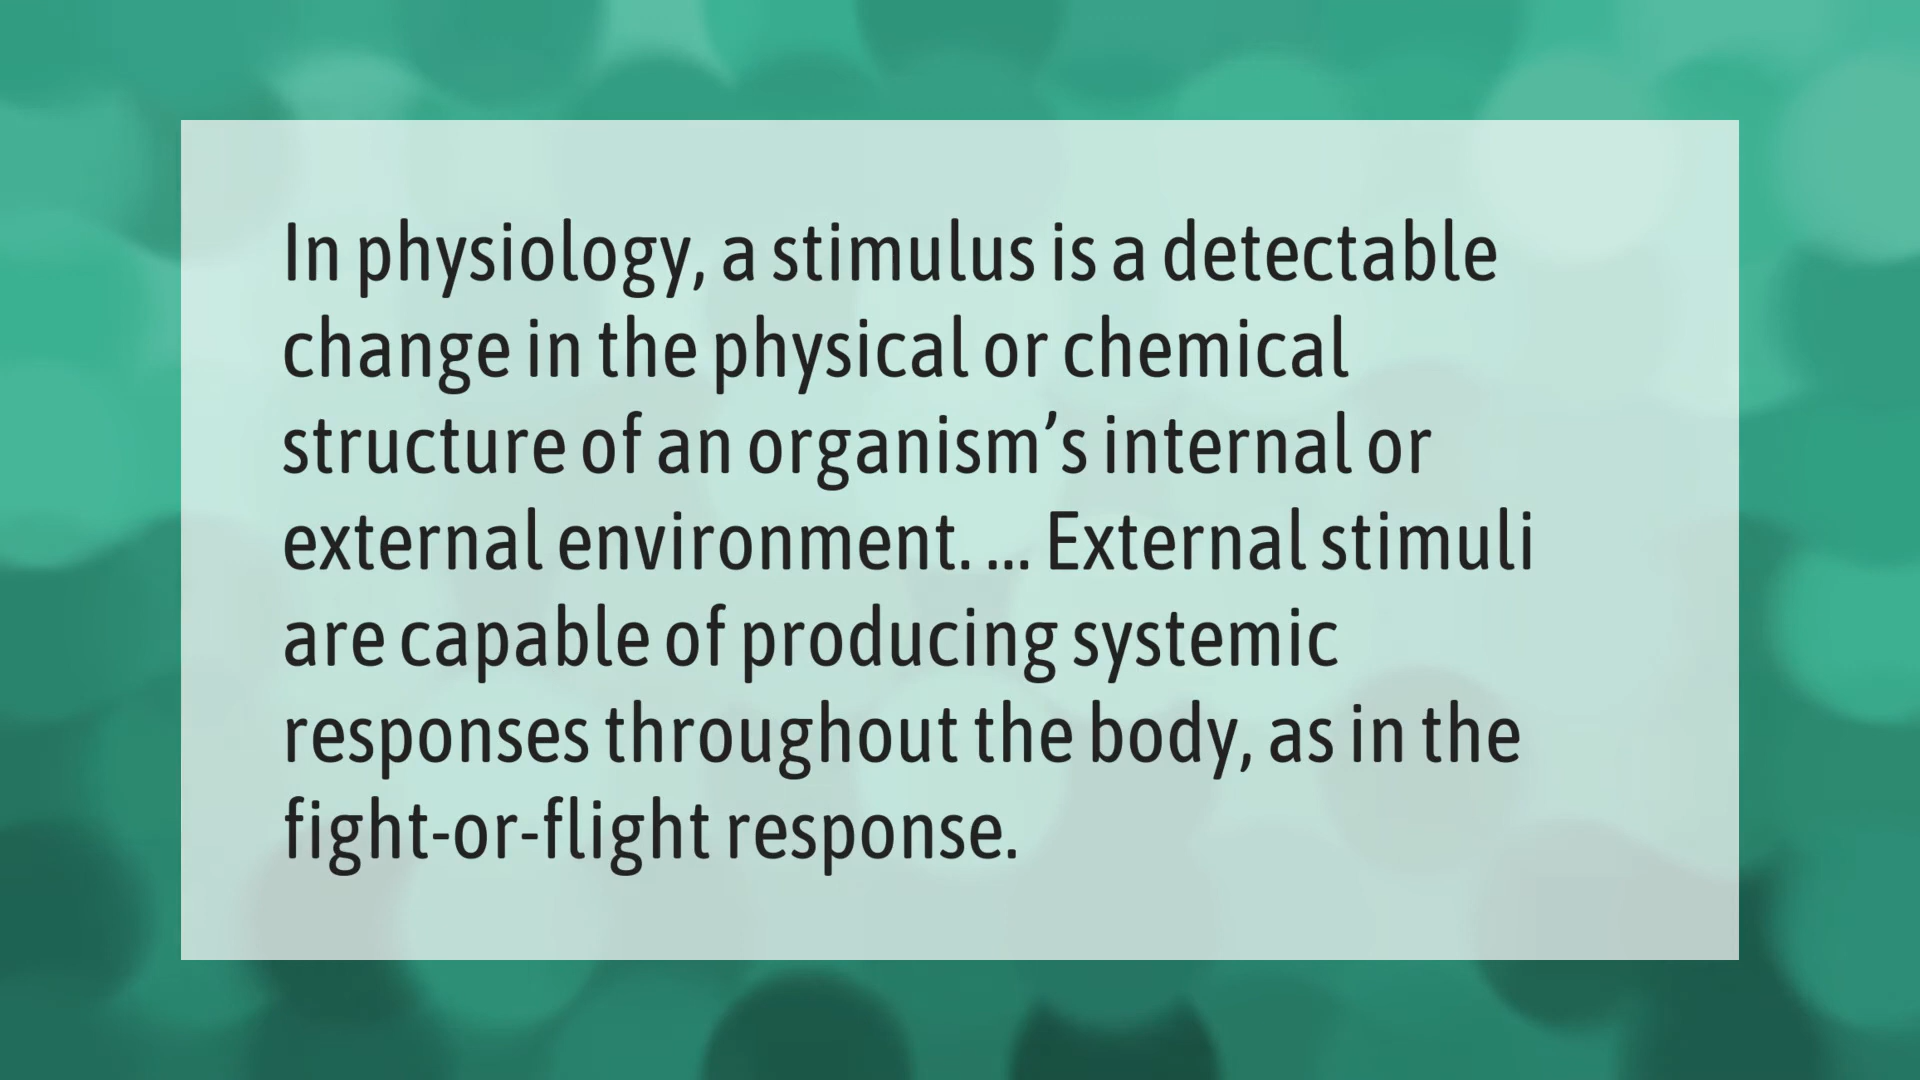 In physiology, a stimulus is a detectable
change in the physical or chemical
structure of an organism’s internal or
external environment. ... External stimuli
are capable of producing systemic
responses throughout the body, as in the
fight-or-flight response.